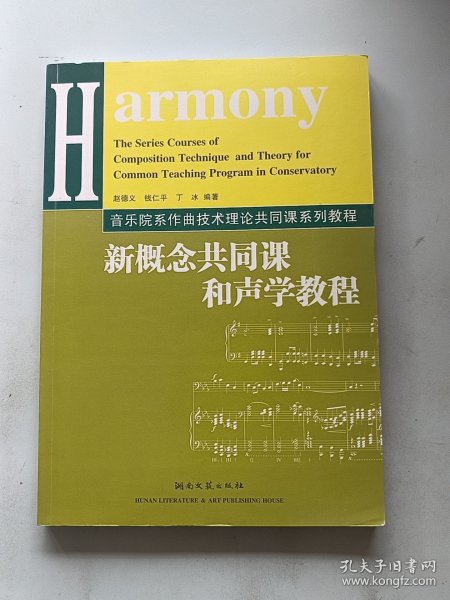 Harmony
The Series Courses of
Composition Technique and Theory for
Common Teaching Program in Conservatory
赵德义 钱仁平 丁 冰 编著
音乐院系作曲技术理论共同课系列教程
新概念共同课
和声学教程
湖南文艺出版社
HUNAN LITERATURE & ART PUBLISHING HOUSE
孔夫子旧书网
www.kongfz.com